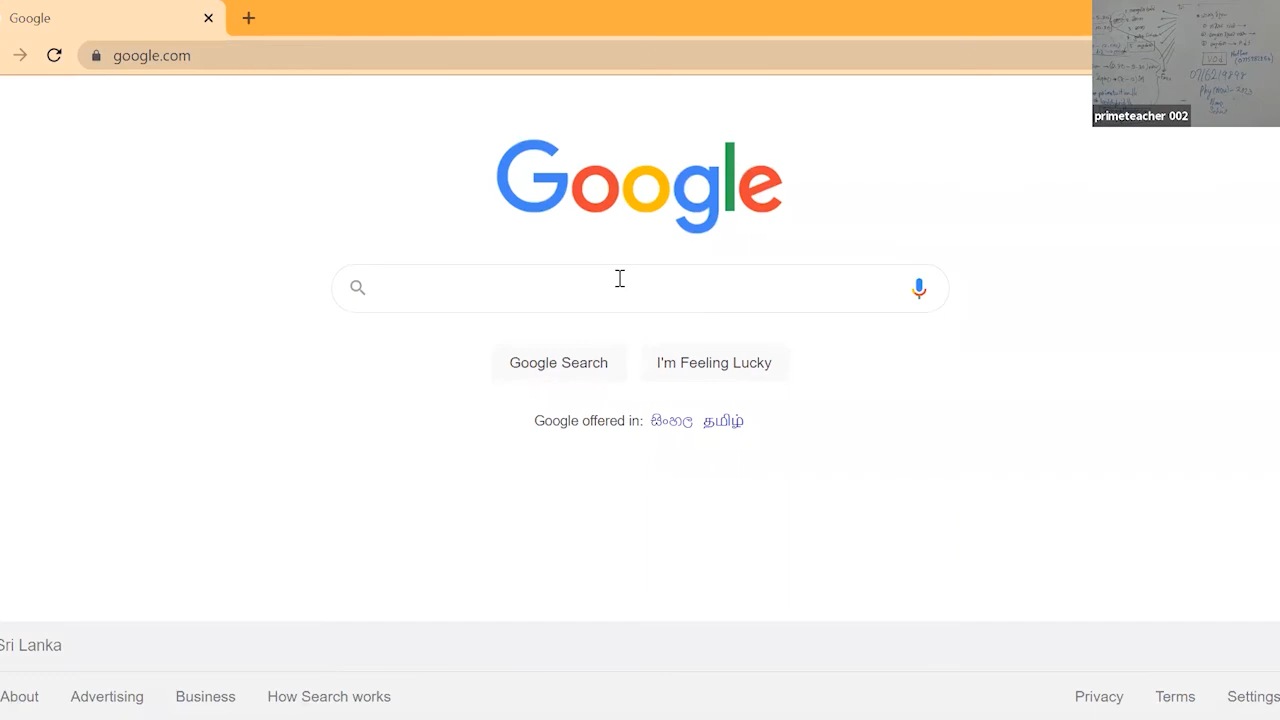 Google
google.com
primeteacher 002
Google
Google Search
I'm Feeling Lucky
Google offered in: සිංහල தமிழ்
Sri Lanka
About Advertising Business How Search works
Privacy Terms Settings